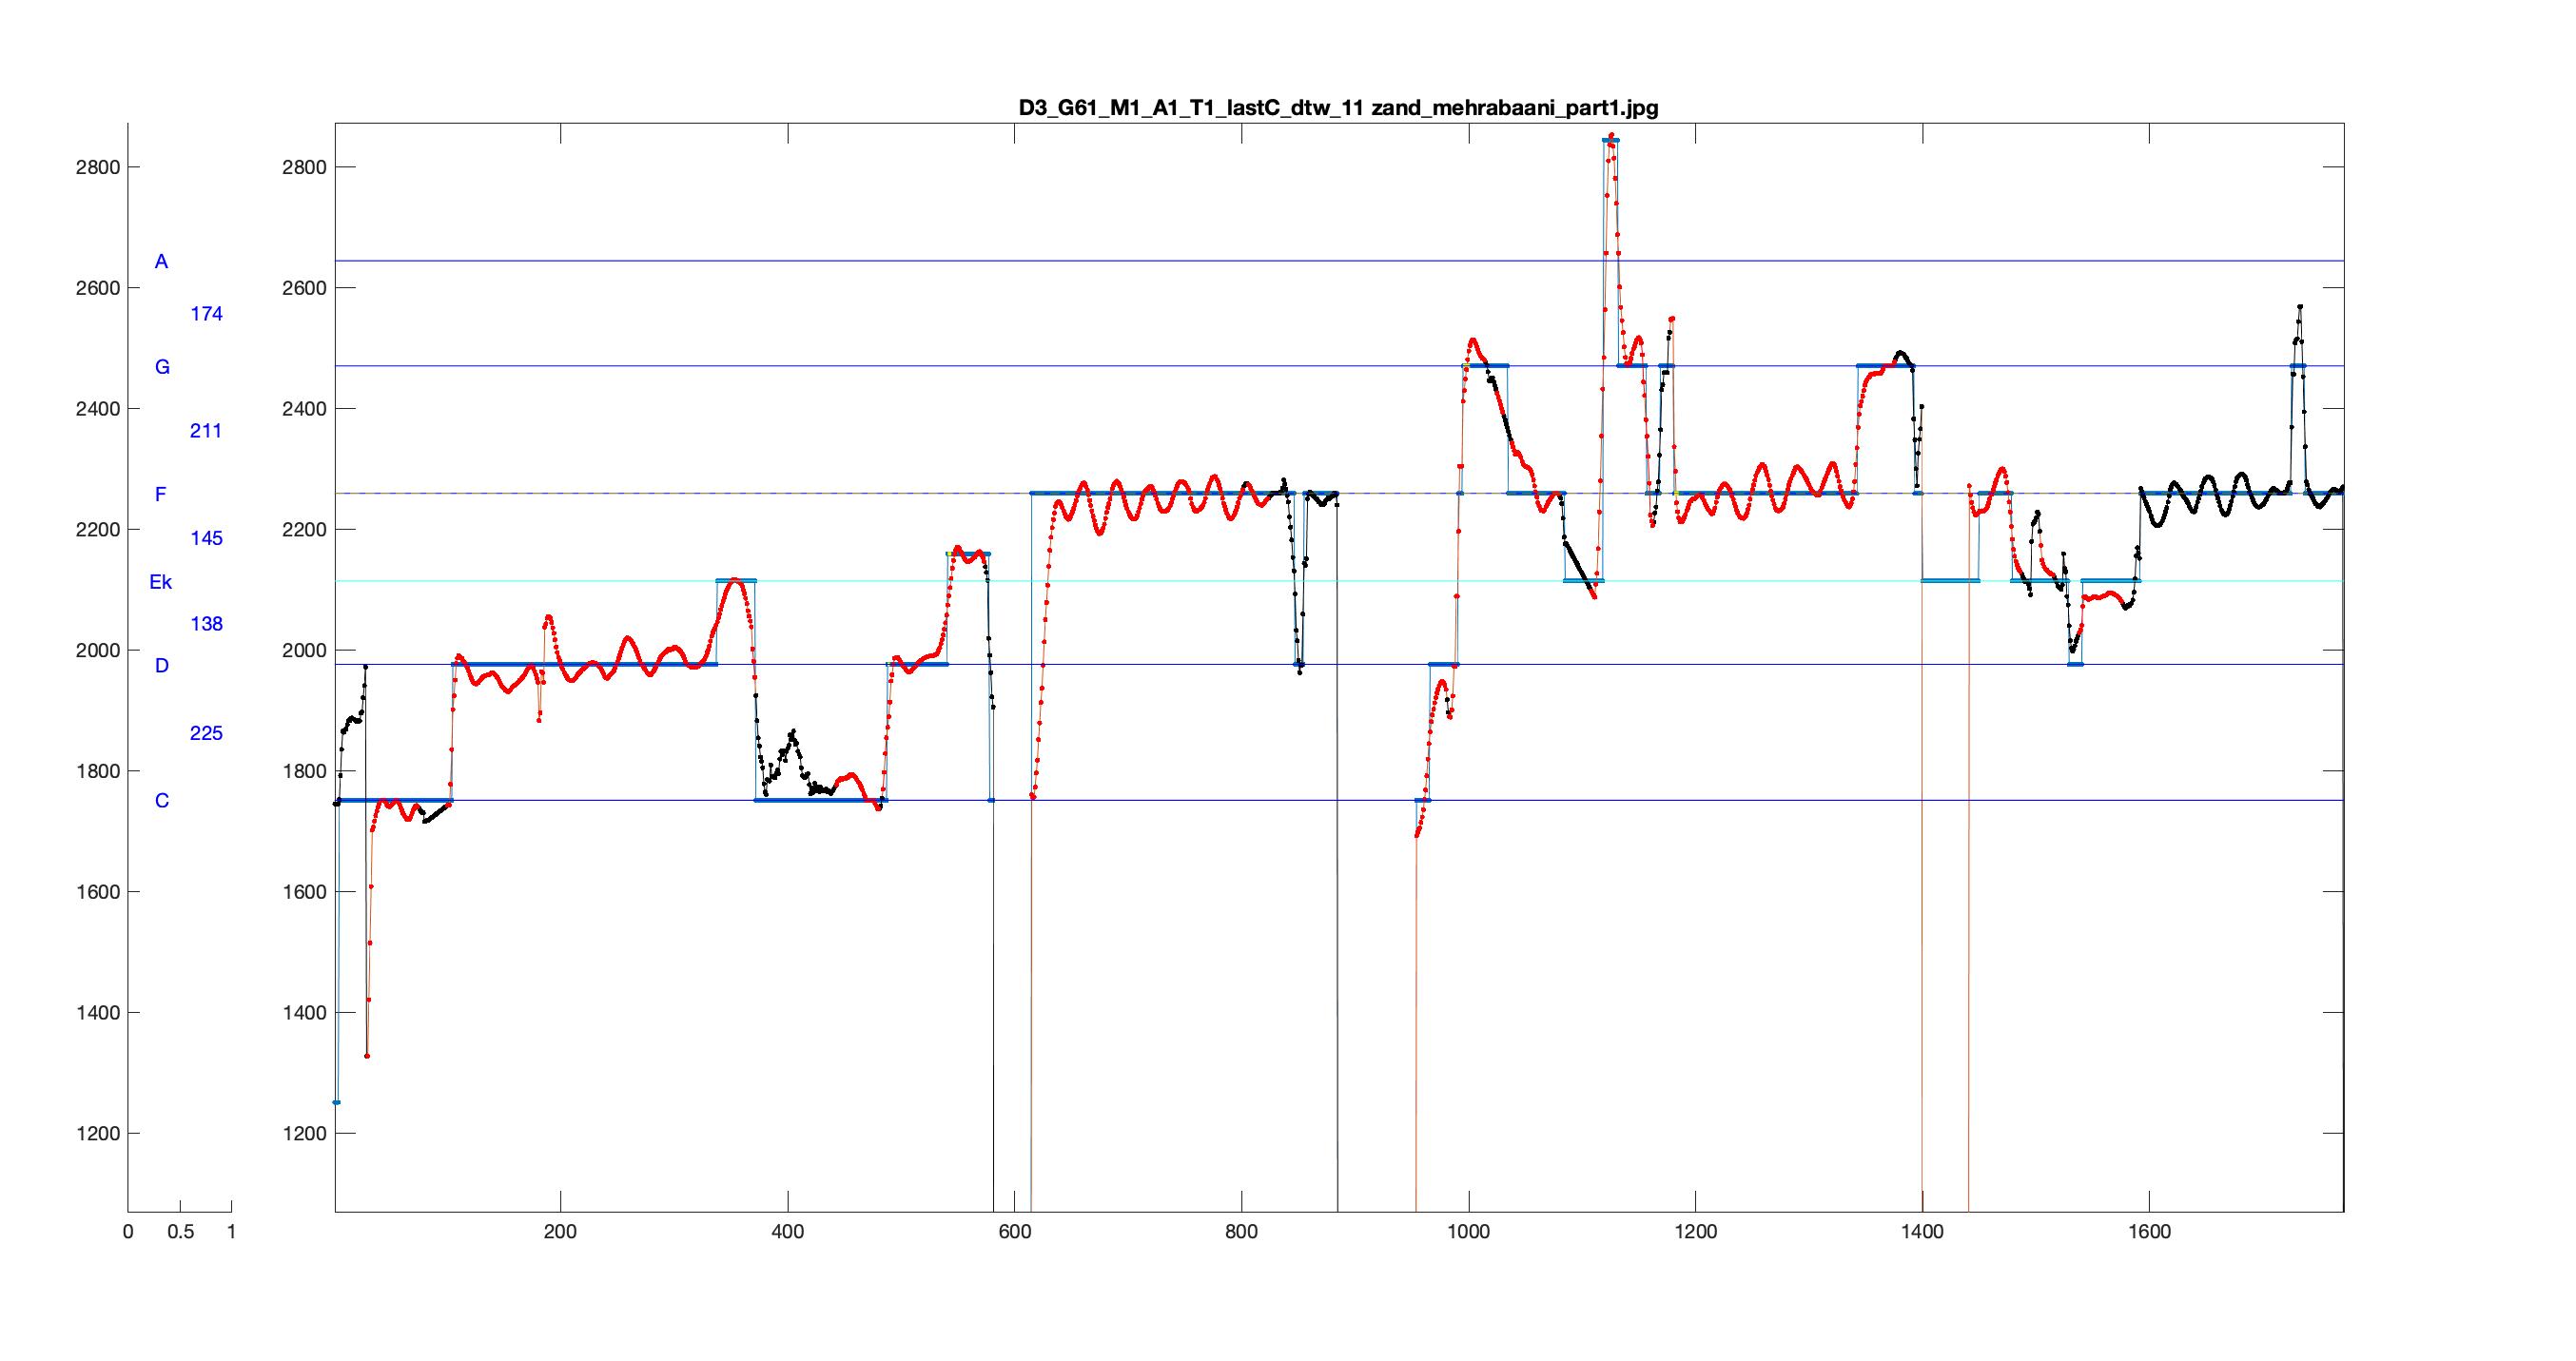 D3_G61_M1_A1_T1_lastC_dtw_11 zand_mehrabaani_part1.jpg
2800 2800
A
2600 2600
174
G
2400 2400
211
F
2200 2200
145
Ek
138
2000 2000
D
225
1800 1800
C
1600 1600
1400 1400
1200 1200
0 0.5 1 200 400 600 800 1000 1200 1400 1600